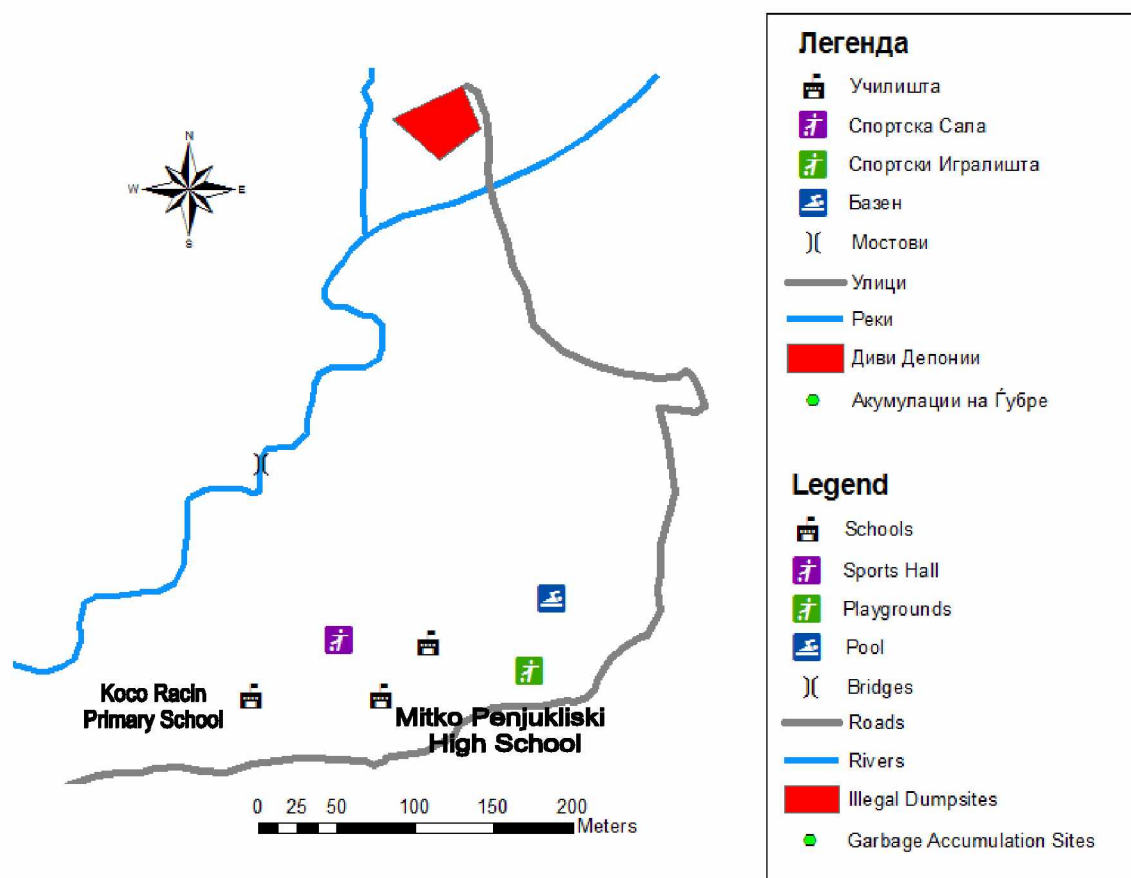 N
W
E
S
Koco Racin
Primary School
Mitko Penjukliski
High School
0 25 50 100 150 200
Meters
Легенда
Училишта
Спортска Сала
Спортски Игралишта
Базен
Мостови
Улици
Реки
Диви Депонии
Акумулации на Ѓубре
Legend
Schools
Sports Hall
Playgrounds
Pool
Bridges
Roads
Rivers
Illegal Dumpsites
Garbage Accumulation Sites